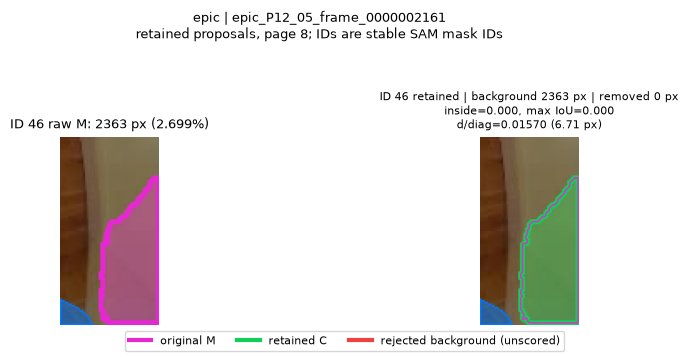 epic | epic_P12_05_frame_0000002161
retained proposals, page 8; IDs are stable SAM mask IDs
ID 46 raw M: 2363 px (2.699%)
ID 46 retained | background 2363 px | removed 0 px
inside=0.000, max IoU=0.000
d/diag=0.01570 (6.71 px)
original M
retained C
rejected background (unscored)